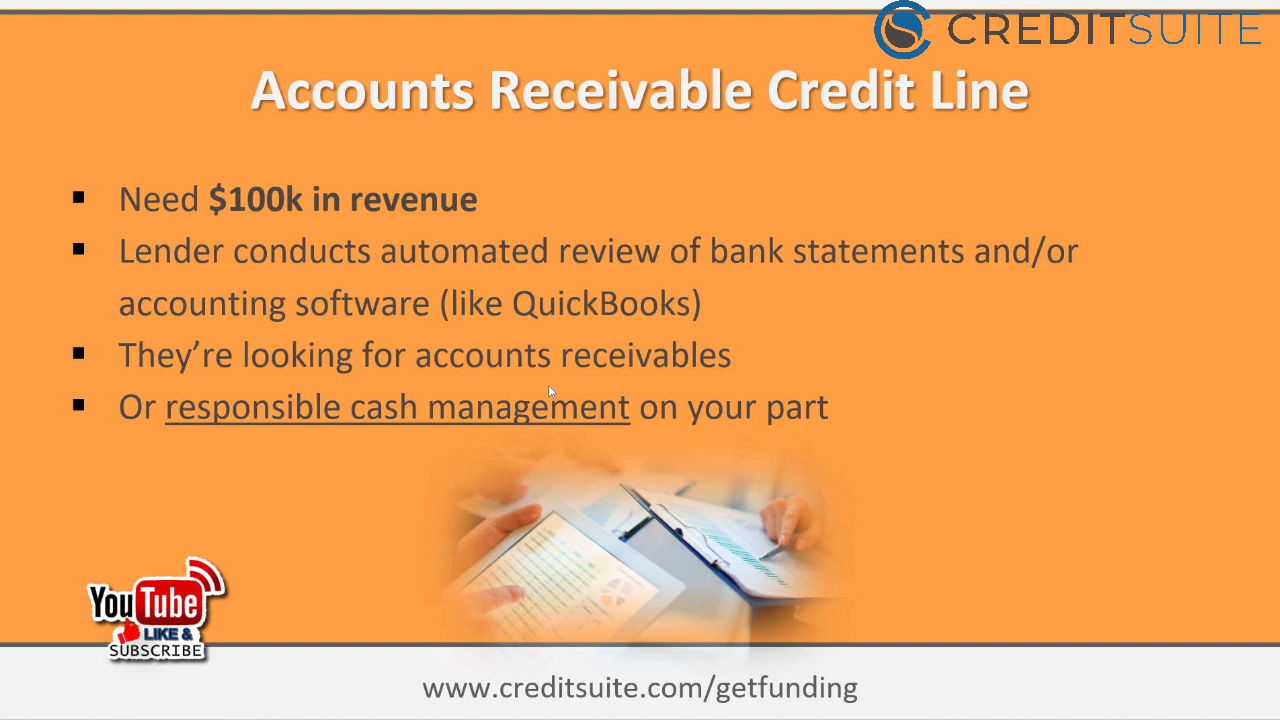 CREDITSUITE
Accounts Receivable Credit Line
Need $100k in revenue
Lender conducts automated review of bank statements and/or
accounting software (like QuickBooks)
They’re looking for accounts receivables
Or responsible cash management on your part
YouTube
LIKE &
SUBSCRIBE
www.creditsuite.com/getfunding